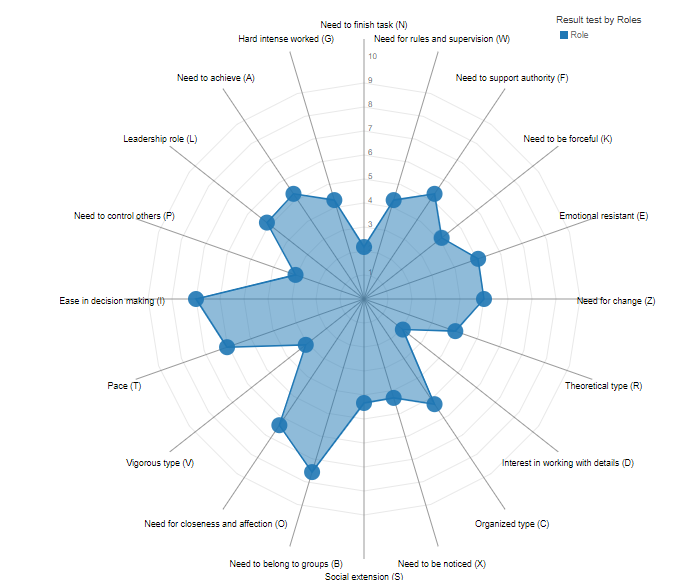 Result test by Roles
Role
Need to finish task (N)
Hard intense worked (G)
Need for rules and supervision (W)
10
Need to achieve (A)
Need to support authority (F)
9
8
7
Leadership role (L)
Need to be forceful (K)
6
5
4
Need to control others (P)
Emotional resistant (E)
3
1
Ease in decision making (I)
Need for change (Z)
Pace (T)
Theoretical type (R)
Vigorous type (V)
Interest in working with details (D)
Need for closeness and affection (O)
Organized type (C)
Need to belong to groups (B)
Need to be noticed (X)
Social extension (S)